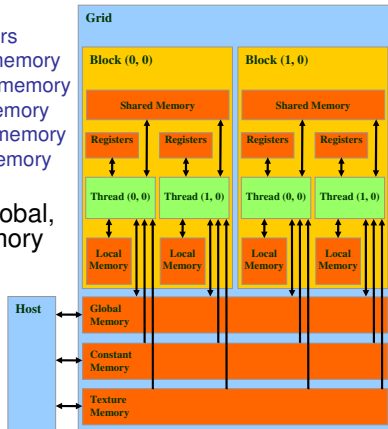 rs
memory
memory
emory
memory
emory
obal,
mory
Grid
Block (0, 0)
Shared Memory
Registers
Registers
Thread (0, 0)
Thread (1, 0)
Local
Memory
Local
Memory
Block (1, 0)
Shared Memory
Registers
Registers
Thread (0, 0)
Thread (1, 0)
Local
Memory
Local
Memory
Host
Global
Memory
Constant
Memory
Texture
Memory